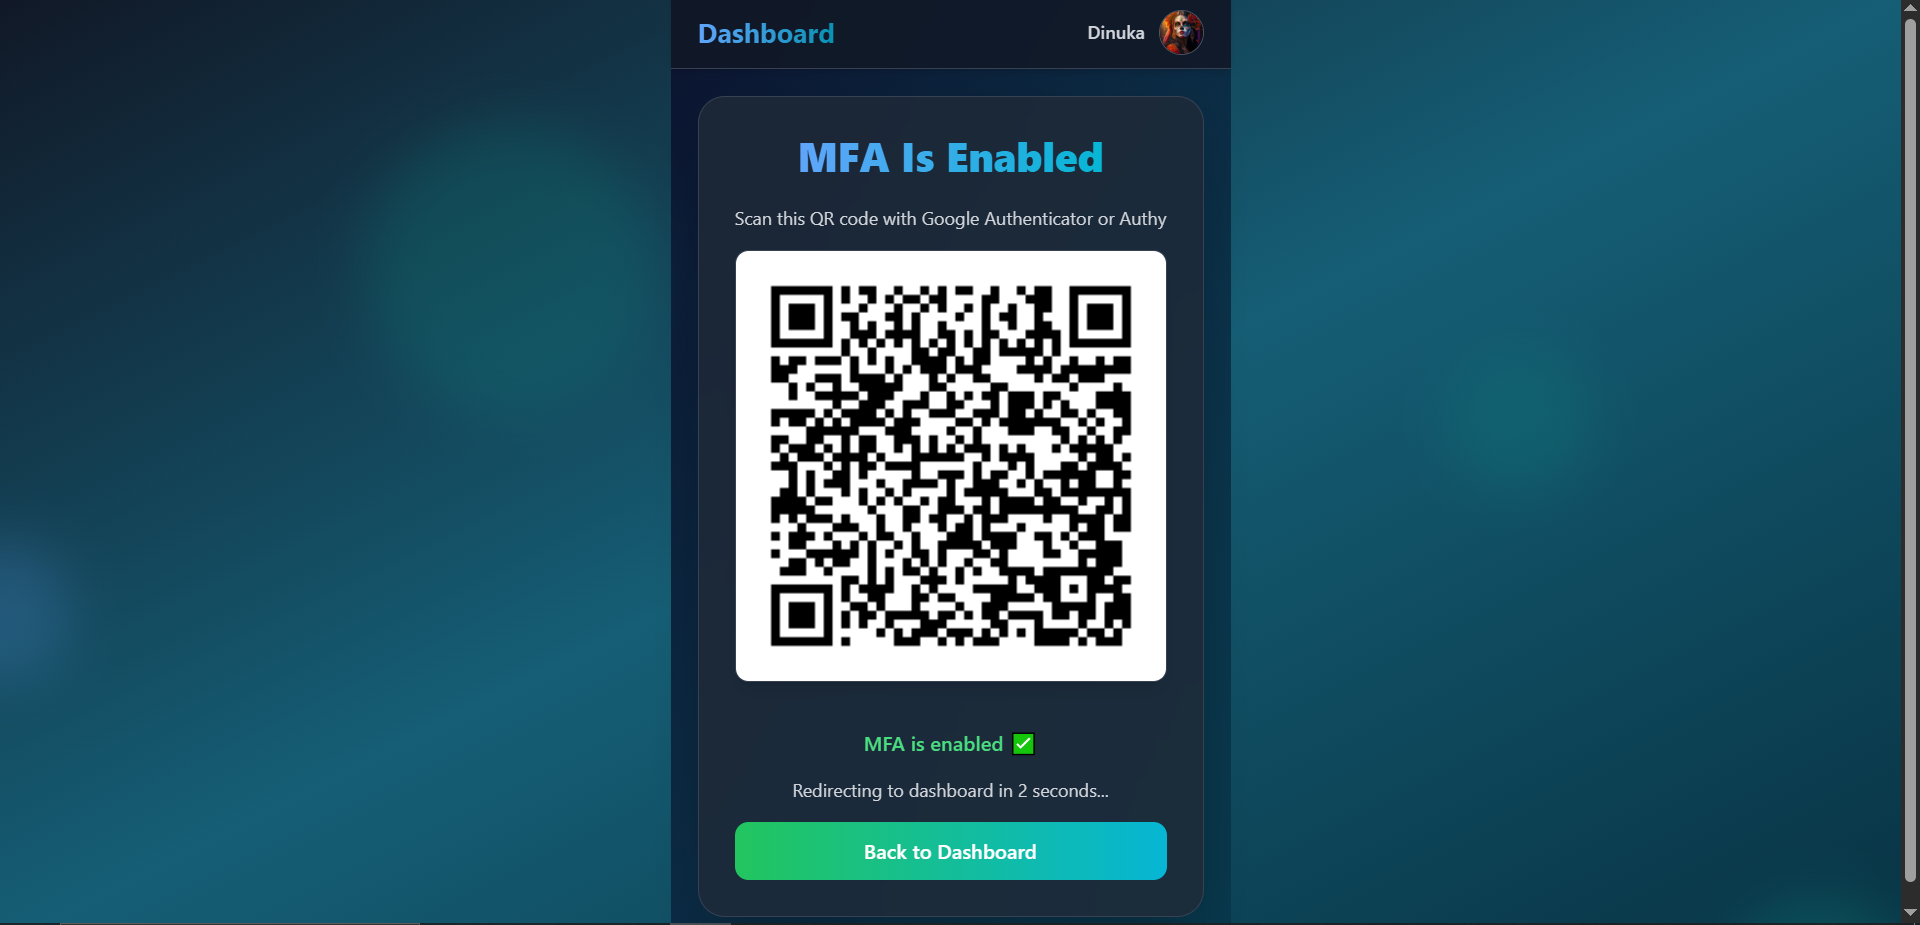 Dashboard
Dinuka
MFA Is Enabled
Scan this QR code with Google Authenticator or Authy
MFA is enabled ✅
Redirecting to dashboard in 2 seconds...
Back to Dashboard